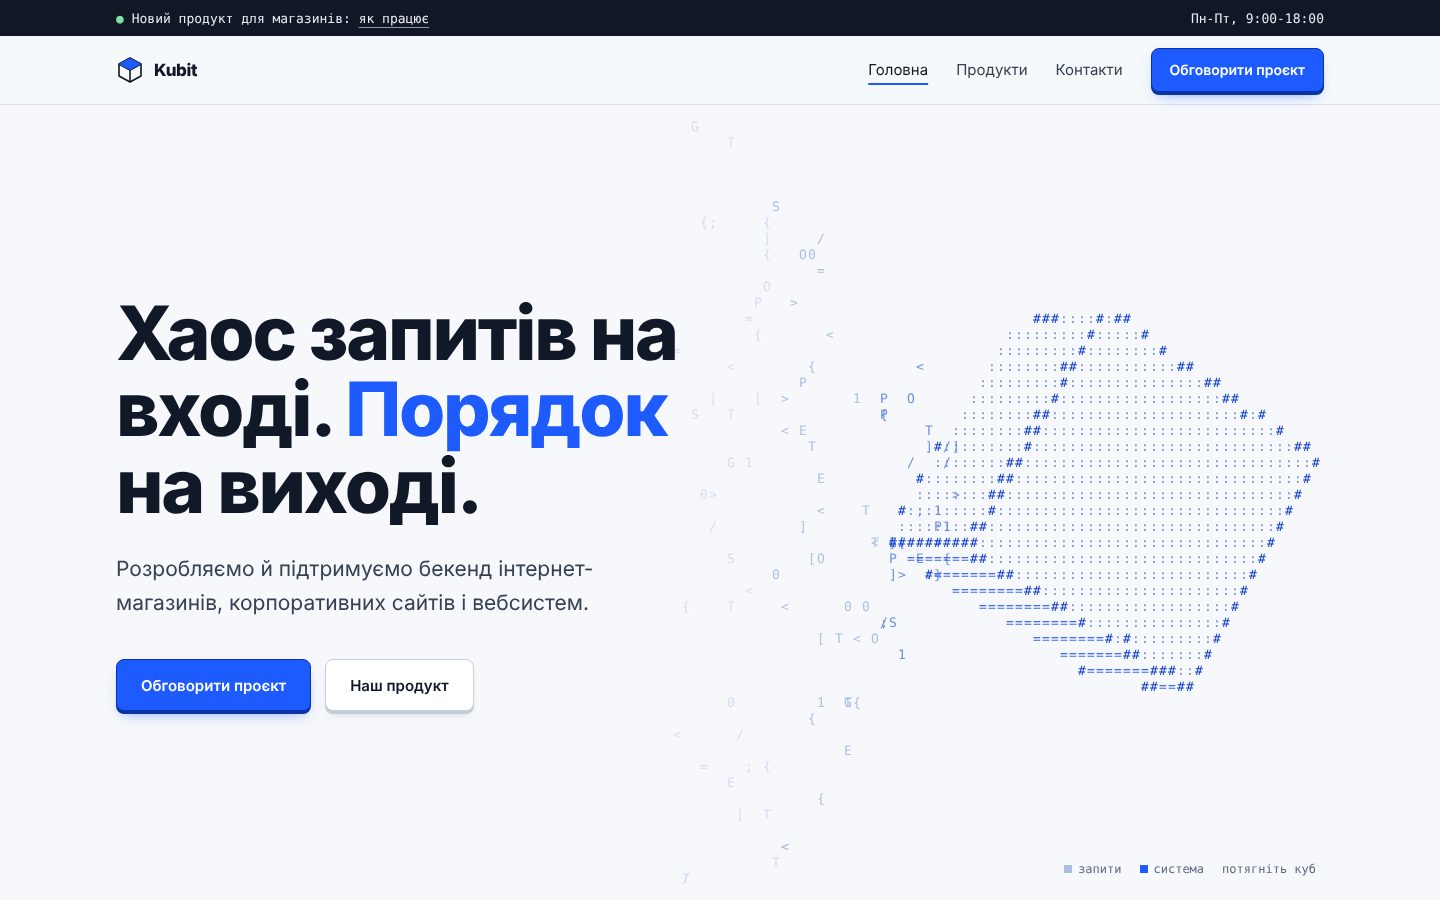 Новий продукт для магазинів: як працює
Пн-Пт, 9:00-18:00
Kubit
Головна
Продукти
Контакти
Обговорити проєкт
Хаос запитів на
вході. Порядок
на виході.
Розробляємо й підтримуємо бекенд інтернет-
магазинів, корпоративних сайтів і вебсистем.
Обговорити проєкт
Наш продукт
запити
система
потягніть куб